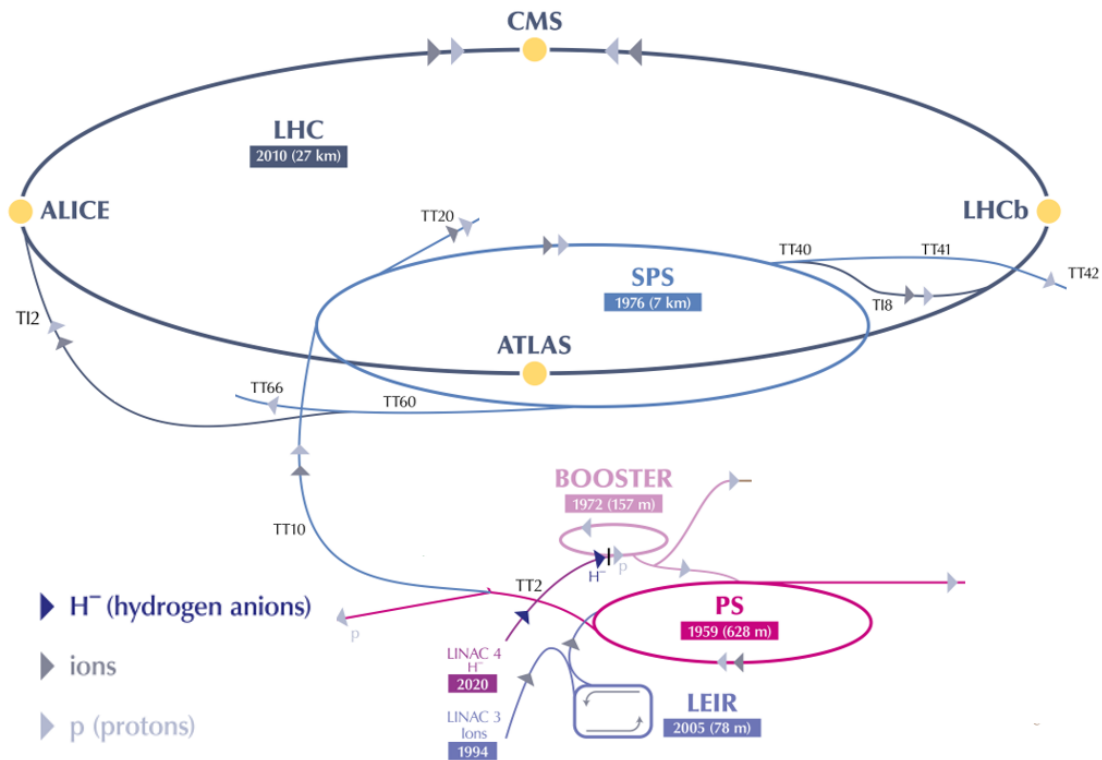 CMS
LHC
2010 (27 km)
ALICE
LHCb
TT20
TT40
TT41
TT42
SPS
1976 (7 km)
TI8
TI2
ATLAS
TT66
TT60
BOOSTER
1972 (157 m)
TT10
H⁻
p
TT2
p
PS
1959 (628 m)
LINAC 4
H⁻
2020
LINAC 3
Ions
1994
LEIR
2005 (78 m)
H⁻ (hydrogen anions)
ions
p (protons)